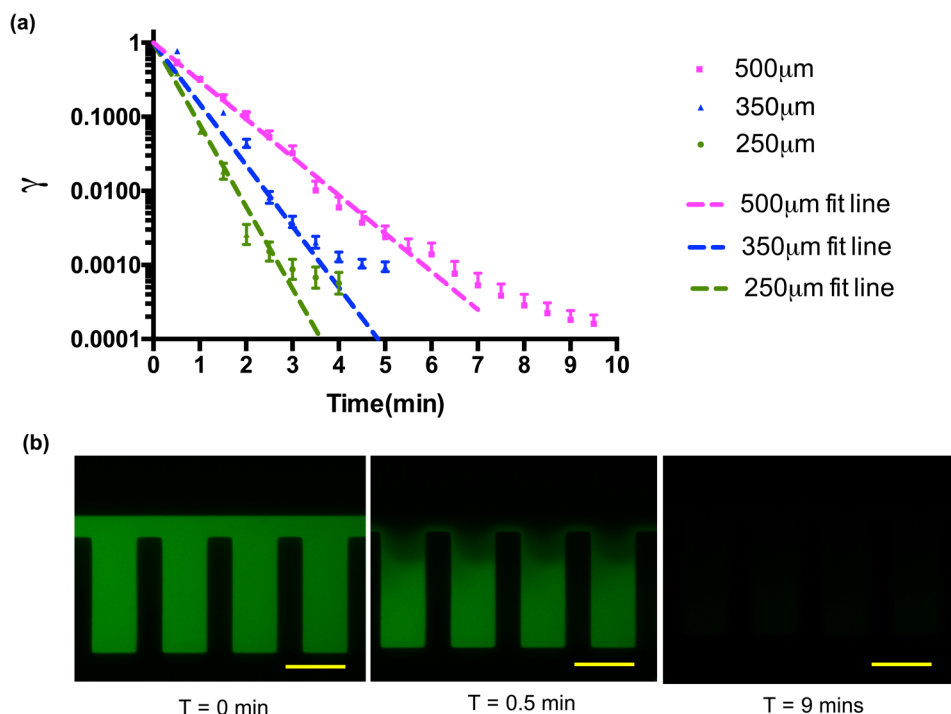 (a)
γ
1
0.1000
0.0100
0.0010
0.0001
0 1 2 3 4 5 6 7 8 9 10
Time(min)
500μm
350μm
250μm
500μm fit line
350μm fit line
250μm fit line
(b)
T = 0 min
T = 0.5 min
T = 9 mins